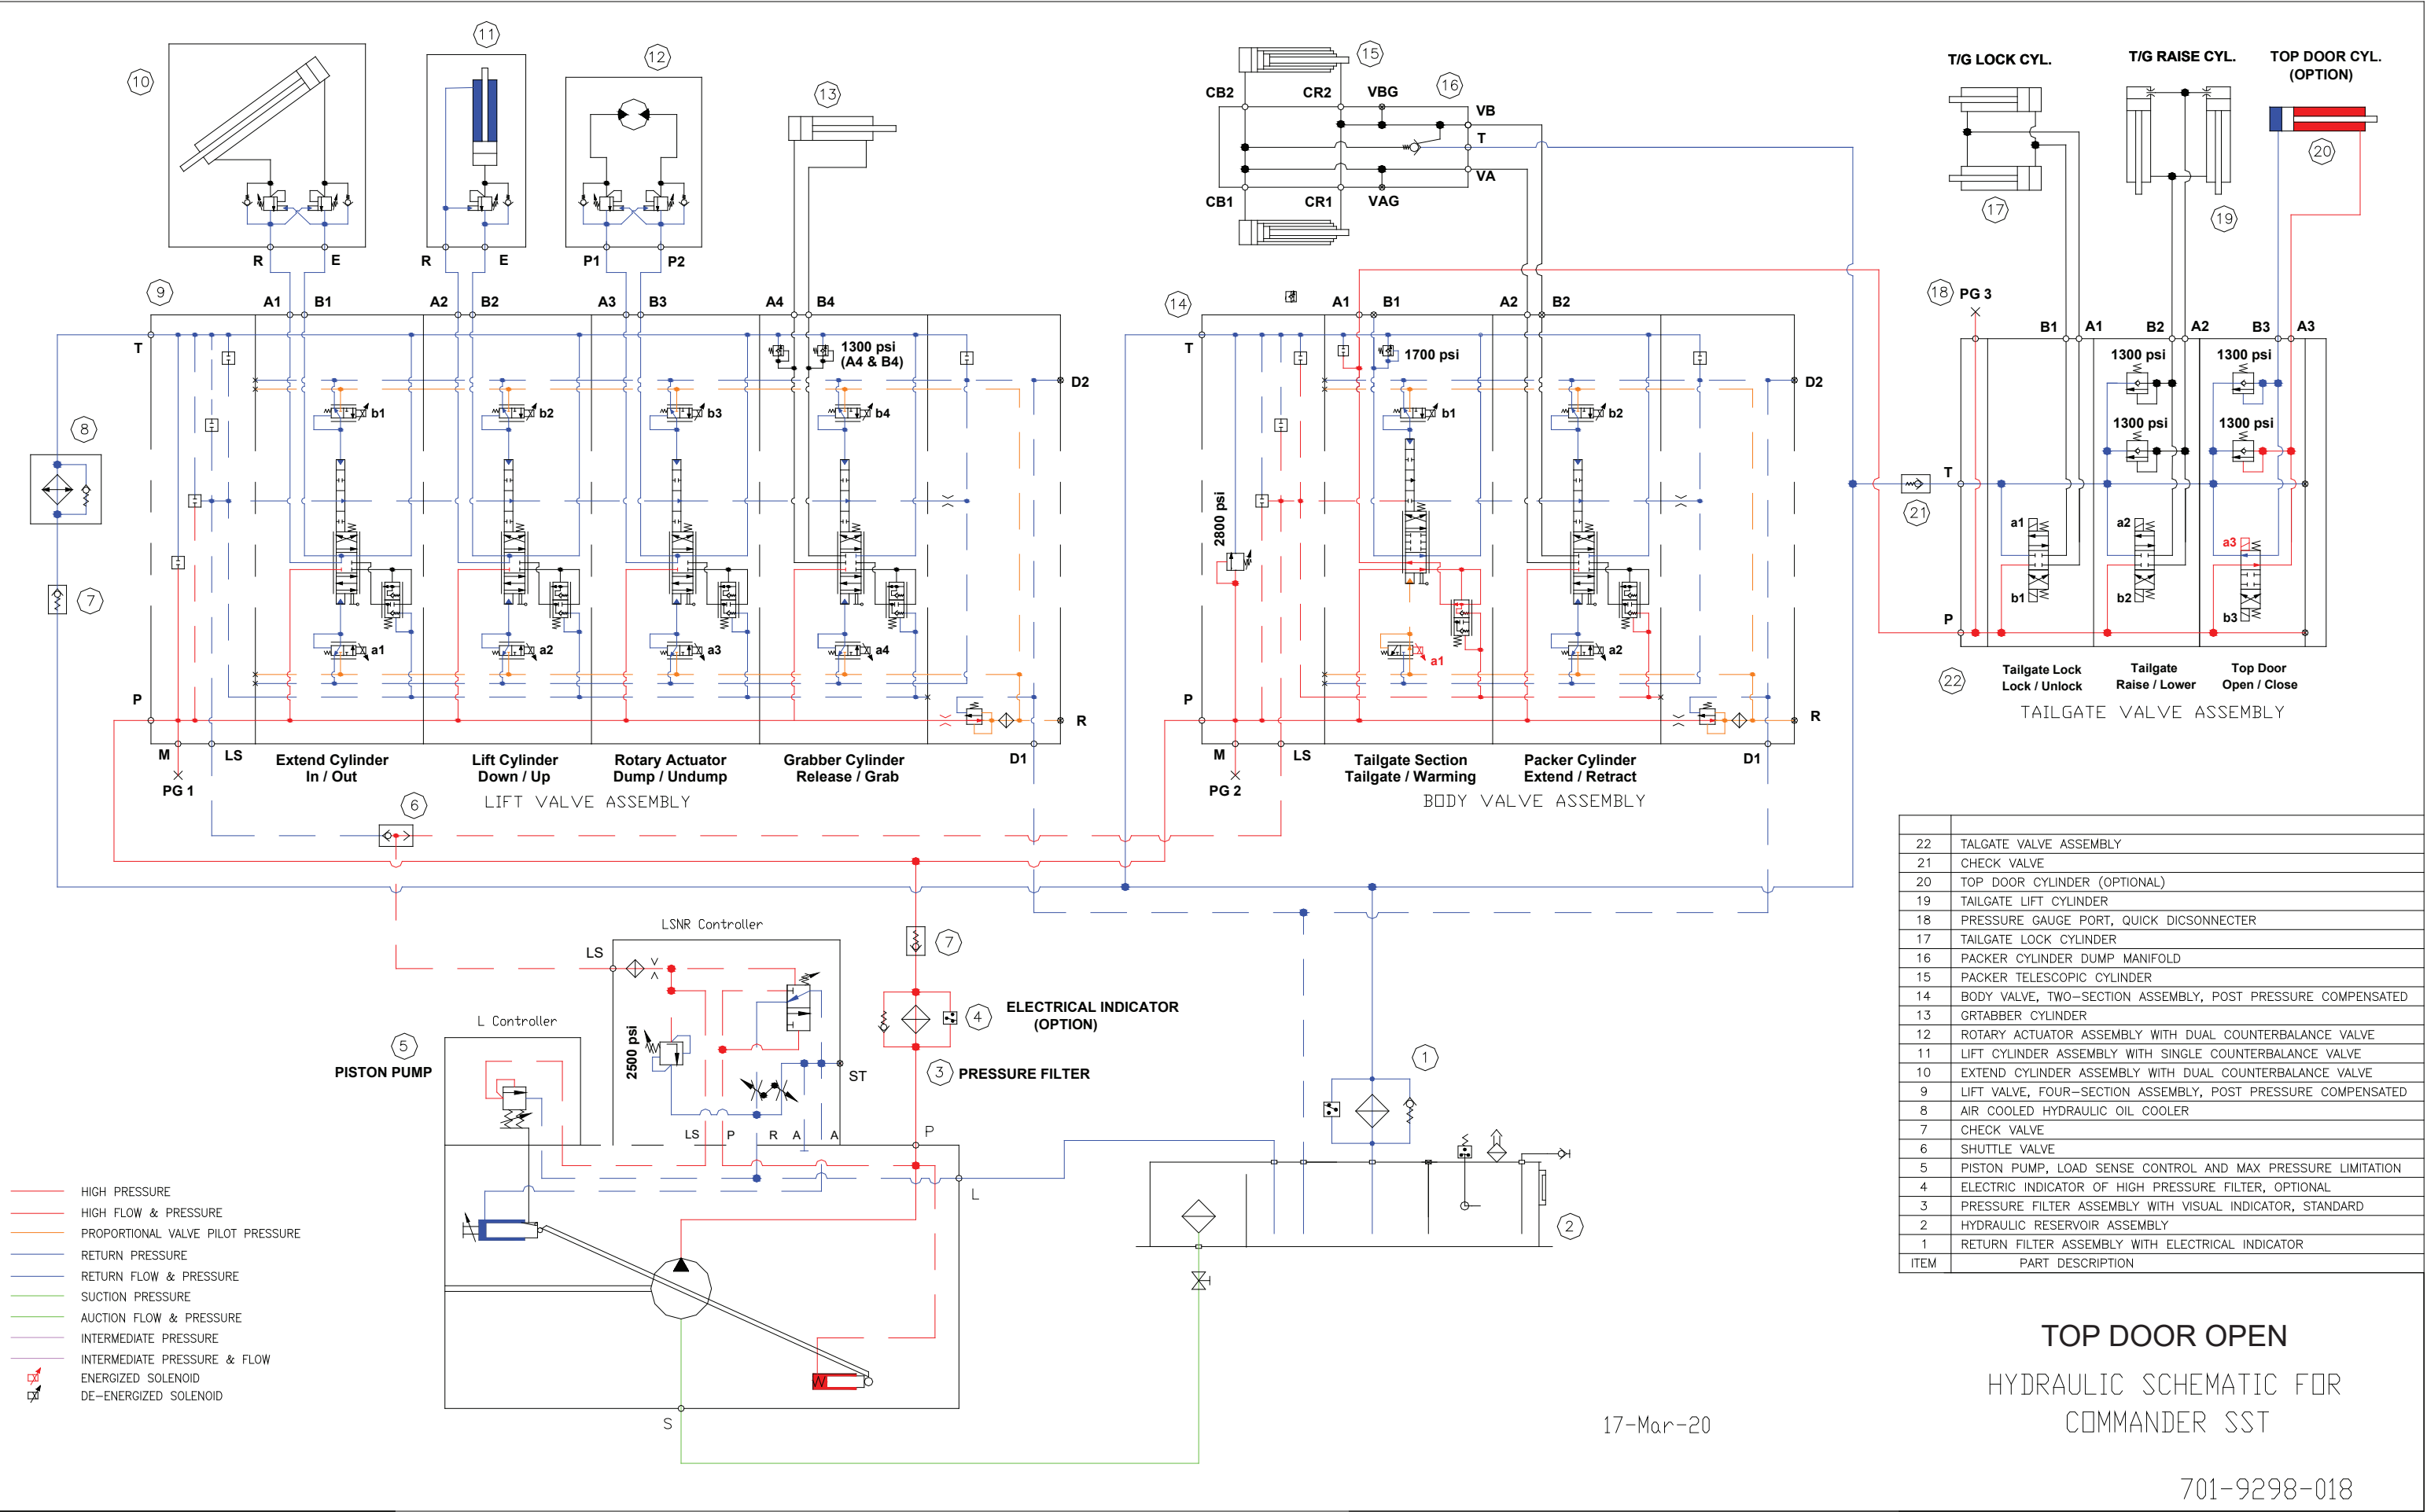 11
10
12
13
15
16
T/G LOCK CYL.
T/G RAISE CYL.
TOP DOOR CYL.
(OPTION)
CB2
CR2
VBG
VB
T
VA
CB1
CR1
VAG
17
19
20
R
E
R
E
P1
P2
9
A1
B1
A2
B2
A3
B3
A4
B4
14
A1
B1
A2
B2
18
PG 3
B1
A1
B2
A2
B3
A3
T
1300 psi
(A4 & B4)
T
1700 psi
1300 psi
1300 psi
D2
D2
b1
b2
b3
b4
b1
b2
1300 psi
1300 psi
8
2800 psi
T
21
a1
a2
a3
7
b1
b2
b3
P
a1
a2
a3
a4
a1
a2
22
Tailgate Lock
Lock / Unlock
Tailgate
Raise / Lower
Top Door
Open / Close
TAILGATE VALVE ASSEMBLY
P
R
P
R
M
LS
D1
M
LS
D1
Extend Cylinder
In / Out
Lift Cylinder
Down / Up
Rotary Actuator
Dump / Undump
Grabber Cylinder
Release / Grab
Tailgate Section
Tailgate / Warming
Packer Cylinder
Extend / Retract
PG 1
PG 2
LIFT VALVE ASSEMBLY
BODY VALVE ASSEMBLY
6
LSNR Controller
LS
7
L Controller
2500 psi
4
ELECTRICAL INDICATOR
(OPTION)
5
PISTON PUMP
ST
3
PRESSURE FILTER
1
LS
P
R
A
A
P
L
2
S
HIGH PRESSURE
HIGH FLOW & PRESSURE
PROPORTIONAL VALVE PILOT PRESSURE
RETURN PRESSURE
RETURN FLOW & PRESSURE
SUCTION PRESSURE
AUCTION FLOW & PRESSURE
INTERMEDIATE PRESSURE
INTERMEDIATE PRESSURE & FLOW
ENERGIZED SOLENOID
DE-ENERGIZED SOLENOID
22 TALGATE VALVE ASSEMBLY
21 CHECK VALVE
20 TOP DOOR CYLINDER (OPTIONAL)
19 TAILGATE LIFT CYLINDER
18 PRESSURE GAUGE PORT, QUICK DICSONNECTER
17 TAILGATE LOCK CYLINDER
16 PACKER CYLINDER DUMP MANIFOLD
15 PACKER TELESCOPIC CYLINDER
14 BODY VALVE, TWO-SECTION ASSEMBLY, POST PRESSURE COMPENSATED
13 GRTABBER CYLINDER
12 ROTARY ACTUATOR ASSEMBLY WITH DUAL COUNTERBALANCE VALVE
11 LIFT CYLINDER ASSEMBLY WITH SINGLE COUNTERBALANCE VALVE
10 EXTEND CYLINDER ASSEMBLY WITH DUAL COUNTERBALANCE VALVE
9 LIFT VALVE, FOUR-SECTION ASSEMBLY, POST PRESSURE COMPENSATED
8 AIR COOLED HYDRAULIC OIL COOLER
7 CHECK VALVE
6 SHUTTLE VALVE
5 PISTON PUMP, LOAD SENSE CONTROL AND MAX PRESSURE LIMITATION
4 ELECTRIC INDICATOR OF HIGH PRESSURE FILTER, OPTIONAL
3 PRESSURE FILTER ASSEMBLY WITH VISUAL INDICATOR, STANDARD
2 HYDRAULIC RESERVOIR ASSEMBLY
1 RETURN FILTER ASSEMBLY WITH ELECTRICAL INDICATOR
ITEM PART DESCRIPTION
TOP DOOR OPEN
HYDRAULIC SCHEMATIC FOR
COMMANDER SST
17-Mar-20
701-9298-018